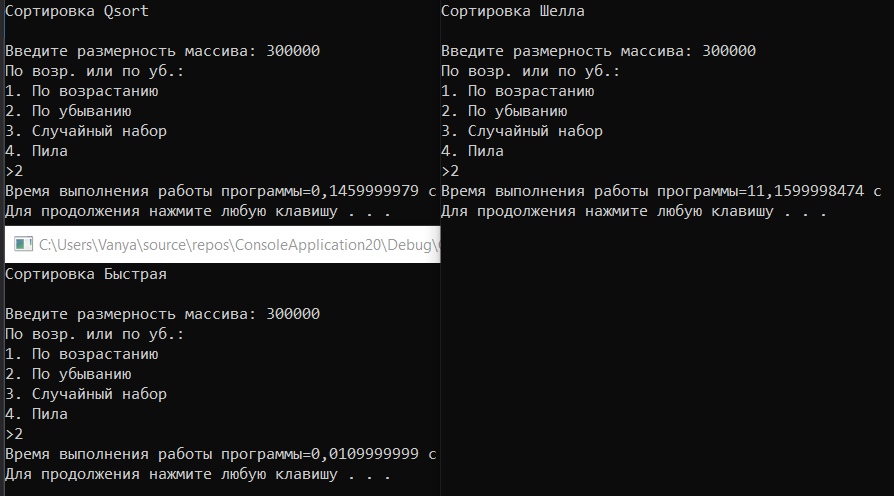 Сортировка Qsort
Введите размерность массива: 300000
По возр. или по уб.:
1. По возрастанию
2. По убыванию
3. Случайный набор
4. Пила
>2
Время выполнения работы программы=0,1459999979 с
Для продолжения нажмите любую клавишу . . .
Сортировка Шелла
Введите размерность массива: 300000
По возр. или по уб.:
1. По возрастанию
2. По убыванию
3. Случайный набор
4. Пила
>2
Время выполнения работы программы=11,1599998474 с
Для продолжения нажмите любую клавишу . . .
C:\Users\Vanya\source\repos\ConsoleApplication20\Debug\
Сортировка Быстрая
Введите размерность массива: 300000
По возр. или по уб.:
1. По возрастанию
2. По убыванию
3. Случайный набор
4. Пила
>2
Время выполнения работы программы=0,0109999999 с
Для продолжения нажмите любую клавишу . . .